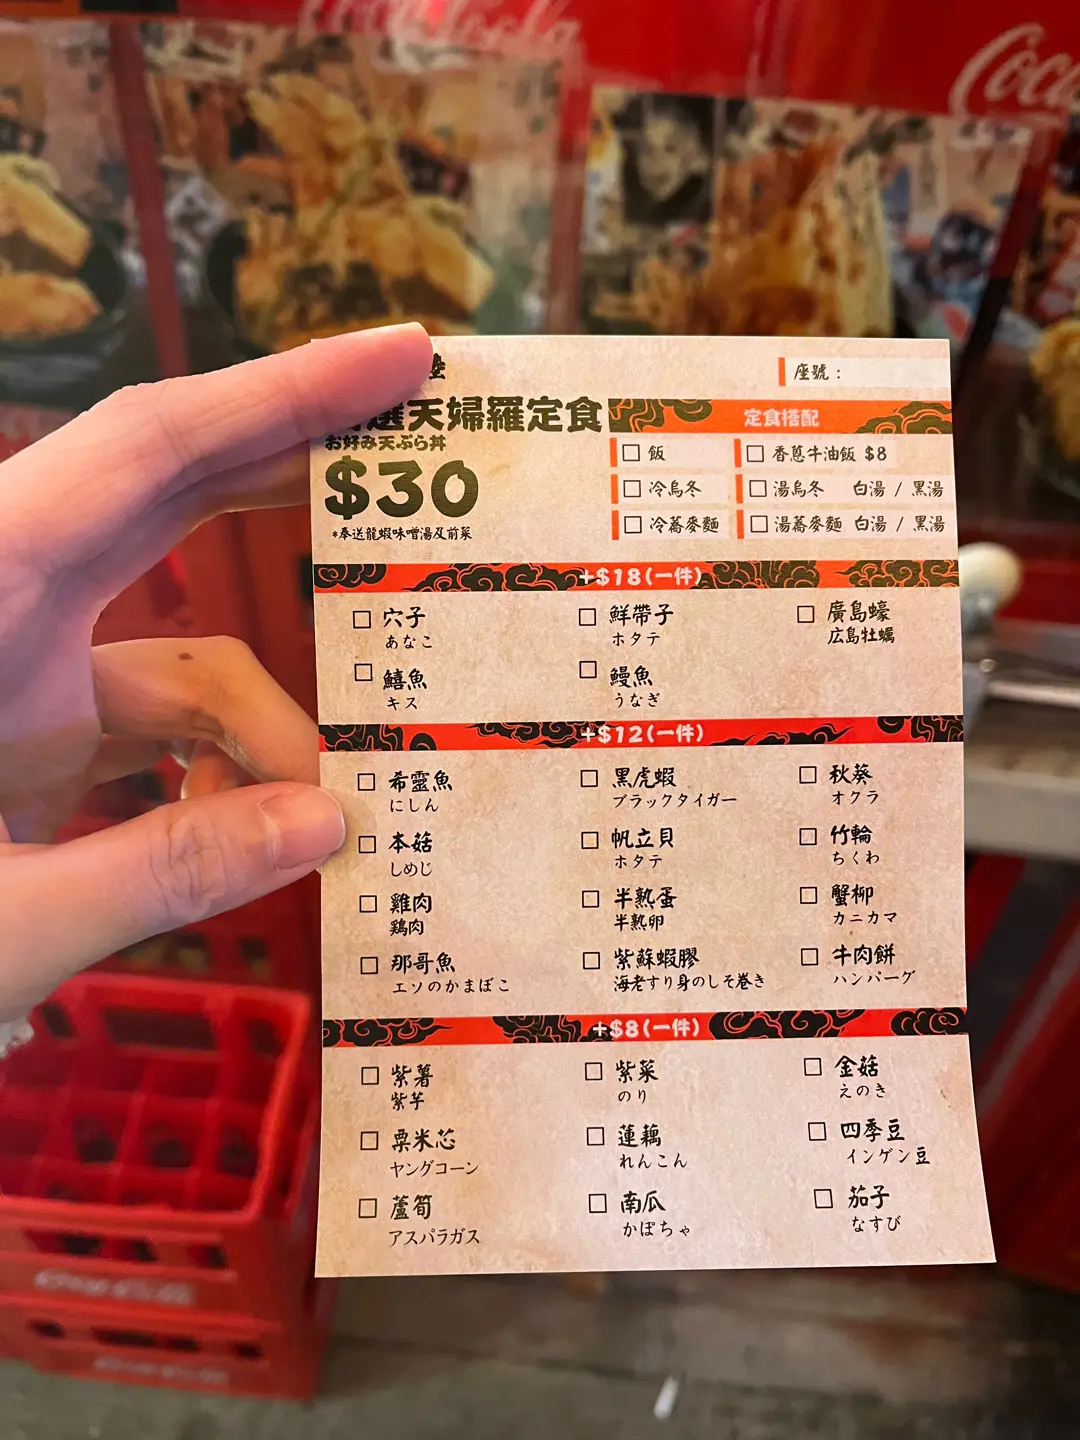 Coca-Cola
座號：
選天婦羅定食
お好み天ぷら丼
$30
*奉送龍蝦味噌湯及前菜
定食搭配
飯
香蔥牛油飯 $8
冷烏冬
湯烏冬 白湯 / 黑湯
冷蕎麥麵
湯蕎麥麵 白湯 / 黑湯
+$18(一件)
穴子
あなこ
鮮帶子
ホタテ
廣島蠔
広島牡蠣
鱚魚
キス
鰻魚
うなぎ
+$12(一件)
希靈魚
にしん
黑虎蝦
ブラックタイガー
秋葵
オクラ
本菇
しめじ
帆立貝
ホタテ
竹輪
ちくわ
雞肉
鶏肉
半熟蛋
半熟卵
蟹柳
カニカマ
那哥魚
エソのかまぼこ
紫蘇蝦膠
海老すり身のしそ巻き
牛肉餅
ハンバーグ
+$8(一件)
紫薯
紫芋
紫菜
のり
金菇
えのき
粟米芯
ヤングコーン
蓮藕
れんこん
四季豆
インゲン豆
蘆筍
アスパラガス
南瓜
かぼちゃ
茄子
なすび